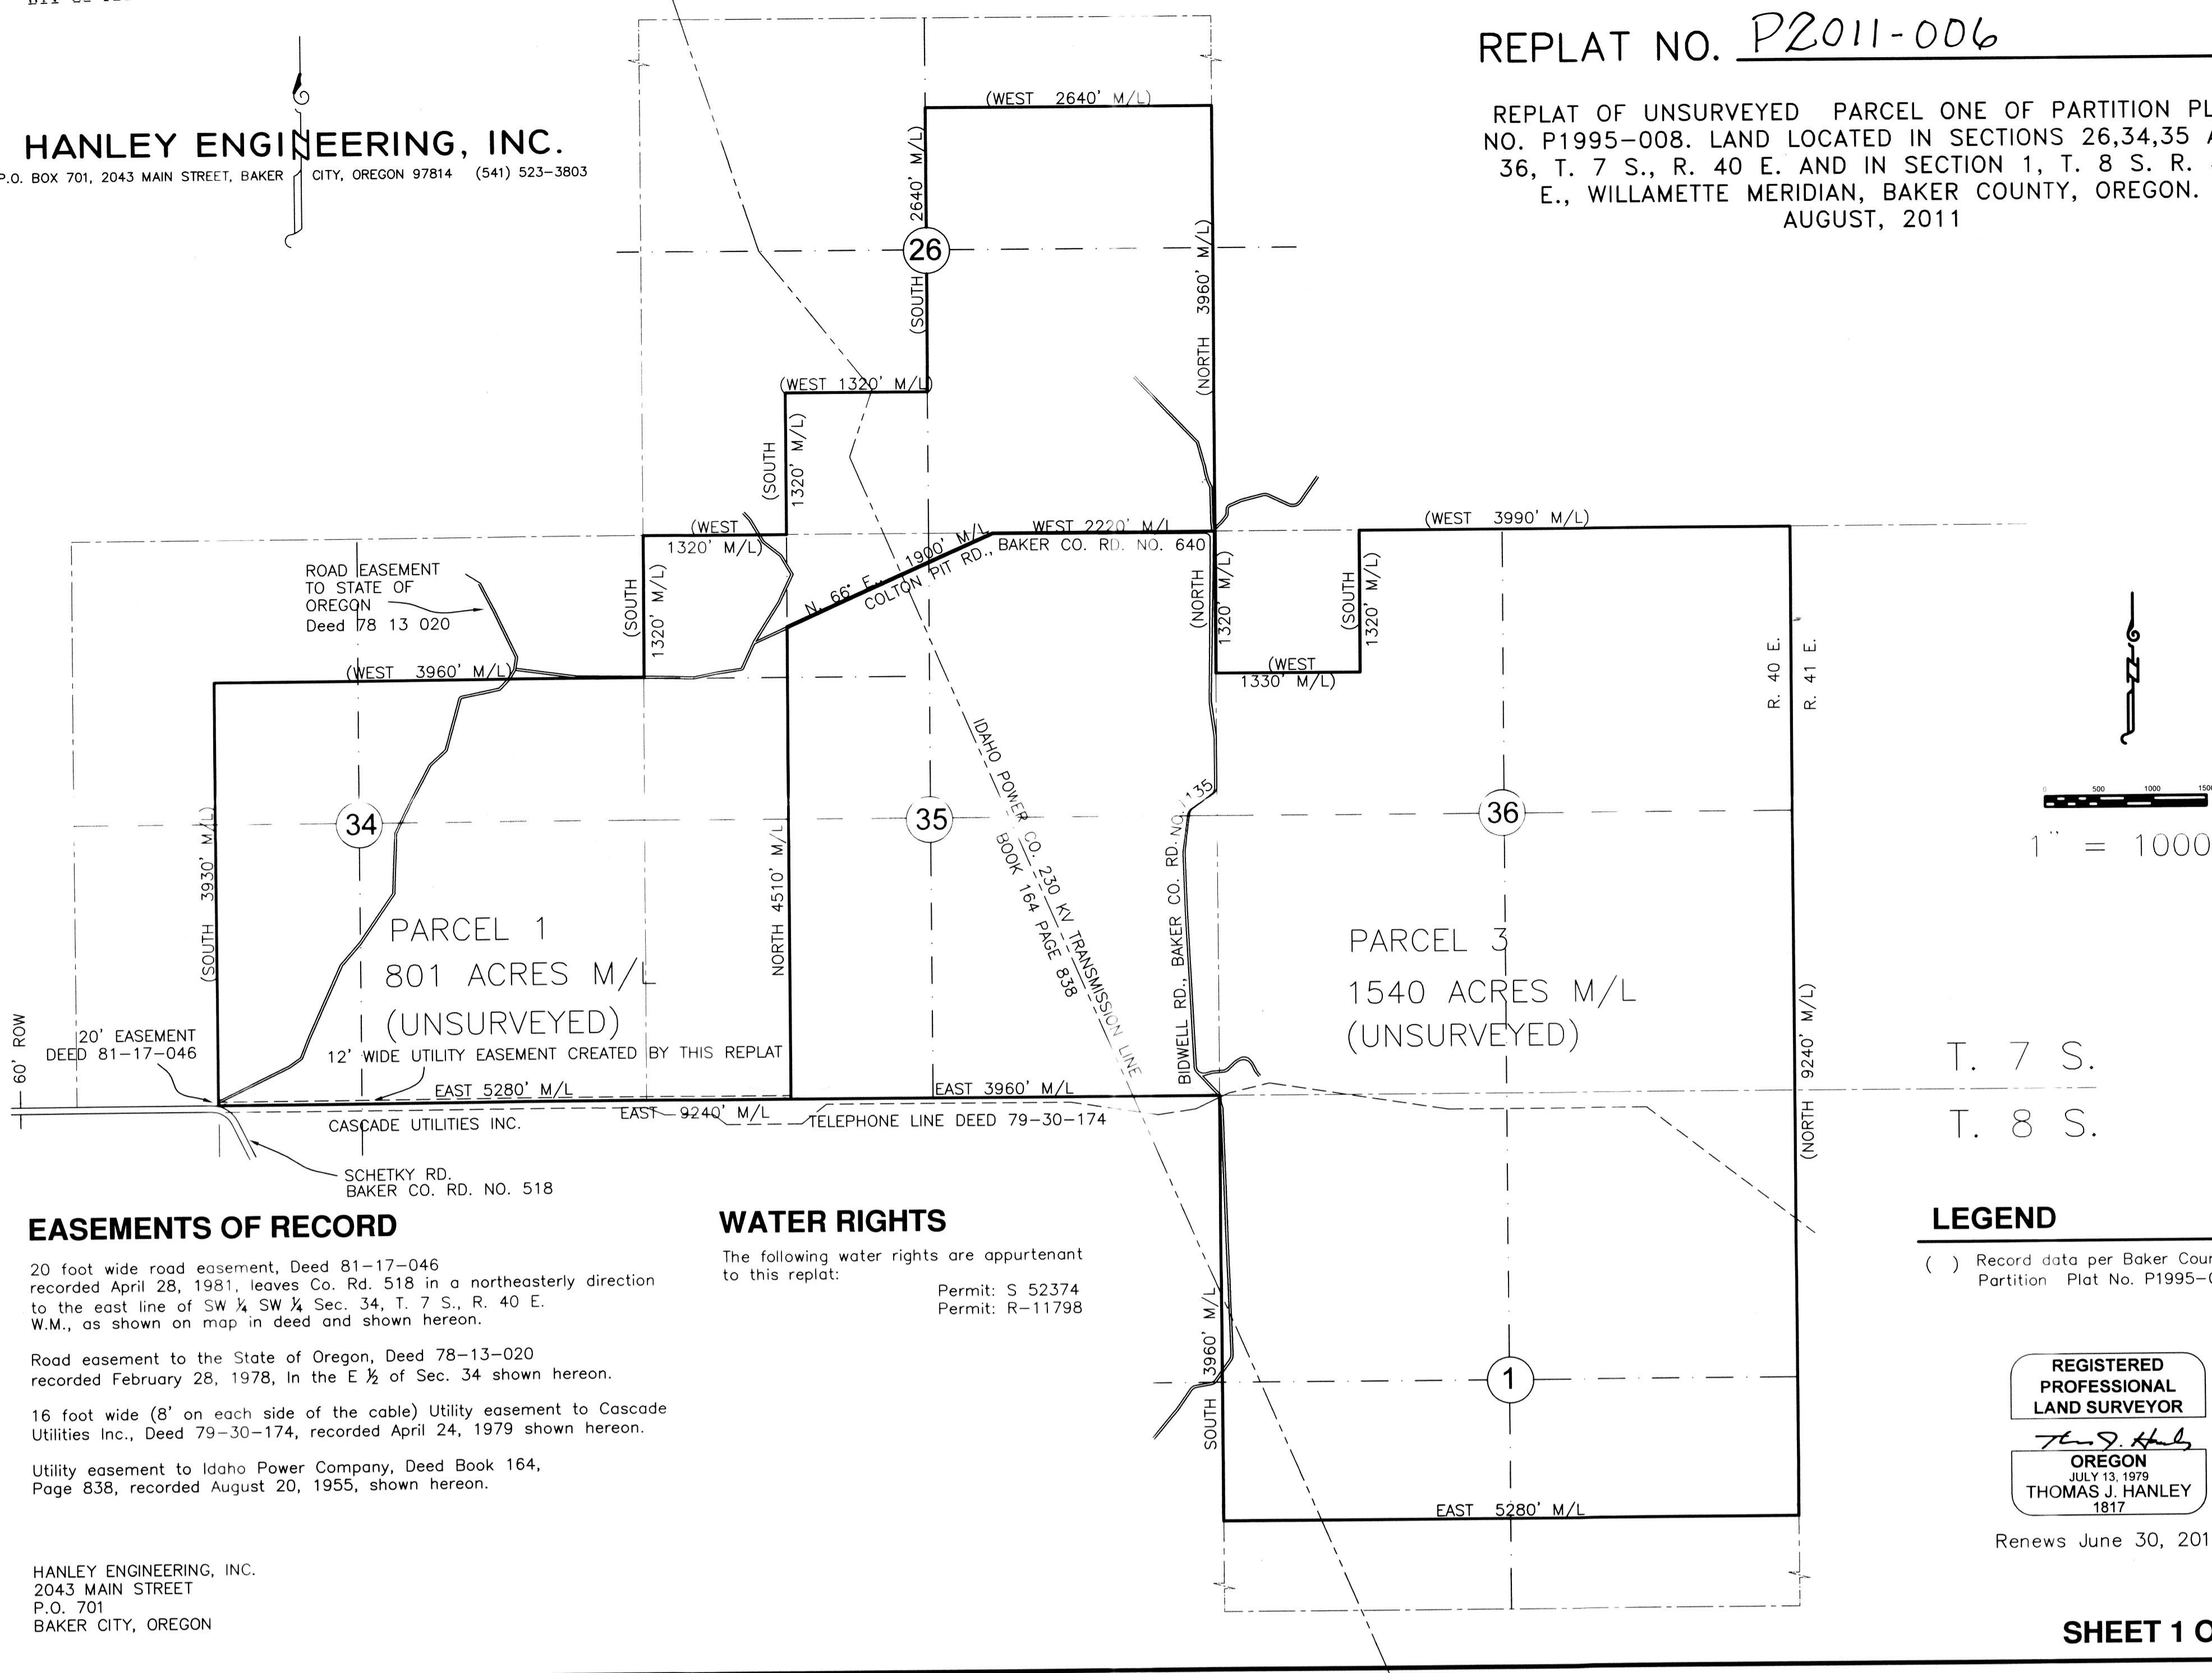 REPLAT NO. P2011-006
HANLEY ENGINEERING, INC.
P.O. BOX 701, 2043 MAIN STREET, BAKER CITY, OREGON 97814 (541) 523-3803
REPLAT OF UNSURVEYED PARCEL ONE OF PARTITION
NO. P1995-008. LAND LOCATED IN SECTIONS 26,34,35
36, T. 7 S., R. 40 E. AND IN SECTION 1, T. 8 S. R.
E., WILLAMETTE MERIDIAN, BAKER COUNTY, OREGON.
AUGUST, 2011
(WEST 2640' M/L)
(SOUTH 2640' M/L)
26
(NORTH 3960' M/L)
(WEST 1320' M/L)
(SOUTH
1320' M/L)
(WEST
1320' M/L)
WEST 2220' M/L
BAKER CO. RD. NO. 640
N. 66° E., 1900' M/L
COLTON PIT RD.,
(WEST 3990' M/L)
ROAD EASEMENT
TO STATE OF
OREGON
Deed 78 13 020
(SOUTH
1320' M/L)
(NORTH
1320' M/L)
(SOUTH
1320' M/L)
(WEST
1330' M/L)
(WEST 3960' M/L)
R. 40 E.
R. 41 E.
IDAHO POWER CO. 230 KV TRANSMISSION LINE
BOOK 164 PAGE 838
34
35
36
0 500 1000
1" = 1000
(SOUTH 3930' M/L)
NORTH 4510' M/L
BIDWELL RD., BAKER CO. RD. NO. 135
PARCEL 1
801 ACRES M/L
(UNSURVEYED)
PARCEL 3
1540 ACRES M/L
(UNSURVEYED)
(NORTH 9240' M/L)
60' ROW
20' EASEMENT
DEED 81-17-046
12' WIDE UTILITY EASEMENT CREATED BY THIS REPLAT
EAST 5280' M/L
EAST 3960' M/L
EAST 9240' M/L
CASCADE UTILITIES INC.
TELEPHONE LINE DEED 79-30-174
T. 7 S.
T. 8 S.
SCHETKY RD.
BAKER CO. RD. NO. 518
SOUTH 3960' M/L
1
EAST 5280' M/L
EASEMENTS OF RECORD
20 foot wide road easement, Deed 81-17-046
recorded April 28, 1981, leaves Co. Rd. 518 in a northeasterly direction
to the east line of SW ¼ SW ¼ Sec. 34, T. 7 S., R. 40 E.
W.M., as shown on map in deed and shown hereon.
Road easement to the State of Oregon, Deed 78-13-020
recorded February 28, 1978, In the E ½ of Sec. 34 shown hereon.
16 foot wide (8' on each side of the cable) Utility easement to Cascade
Utilities Inc., Deed 79-30-174, recorded April 24, 1979 shown hereon.
Utility easement to Idaho Power Company, Deed Book 164,
Page 838, recorded August 20, 1955, shown hereon.
WATER RIGHTS
The following water rights are appurtenant
to this replat:
Permit: S 52374
Permit: R-11798
LEGEND
( ) Record data per Baker
Partition Plat No.
REGISTERED
PROFESSIONAL
LAND SURVEYOR
OREGON
JULY 13, 1979
THOMAS J. HANLEY
1817
Renews June 30,
HANLEY ENGINEERING, INC.
2043 MAIN STREET
P.O. 701
BAKER CITY, OREGON
SHEET 1